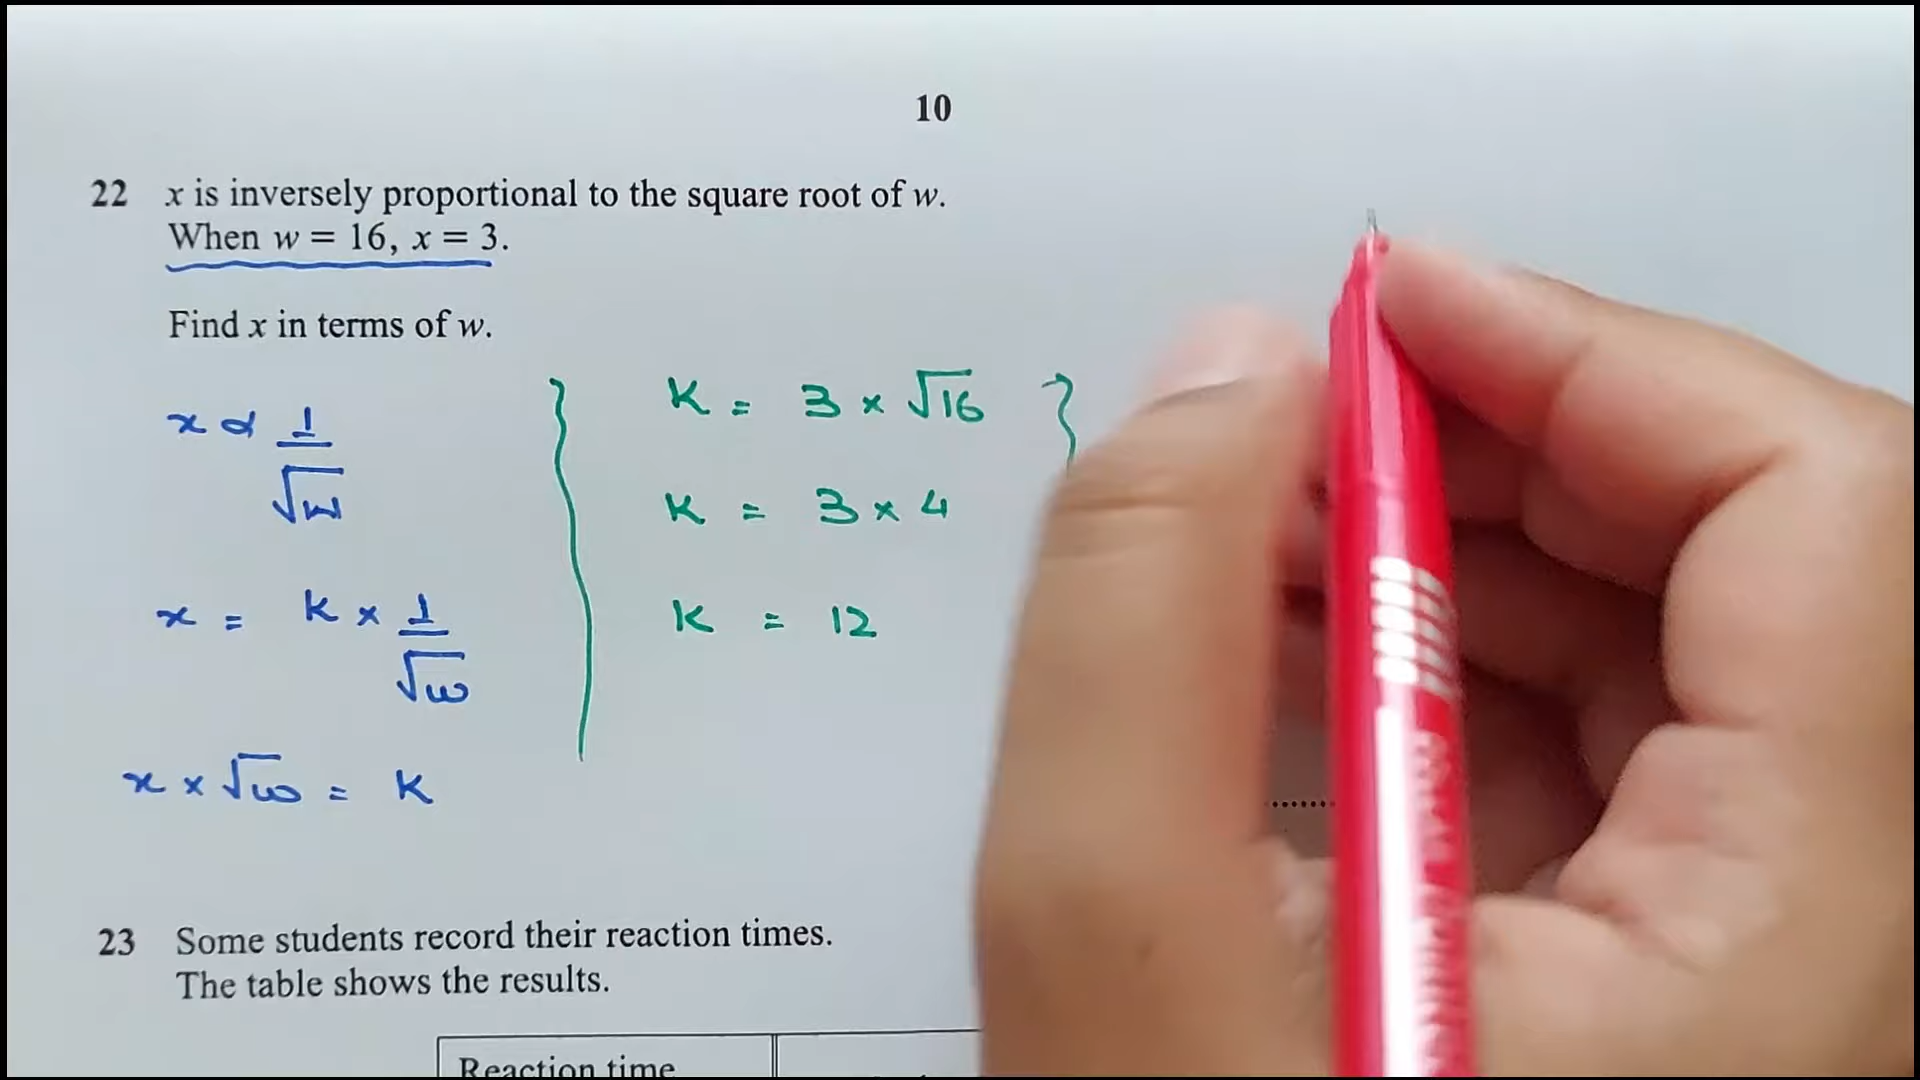 10
22 x is inversely proportional to the square root of w.
When w = 16, x = 3.
Find x in terms of w.
x ∝ 1/√w
x = K × 1/√w
x × √w = K
K = 3 × √16
K = 3 × 4
K = 12
23 Some students record their reaction times.
The table shows the results.
Reaction time